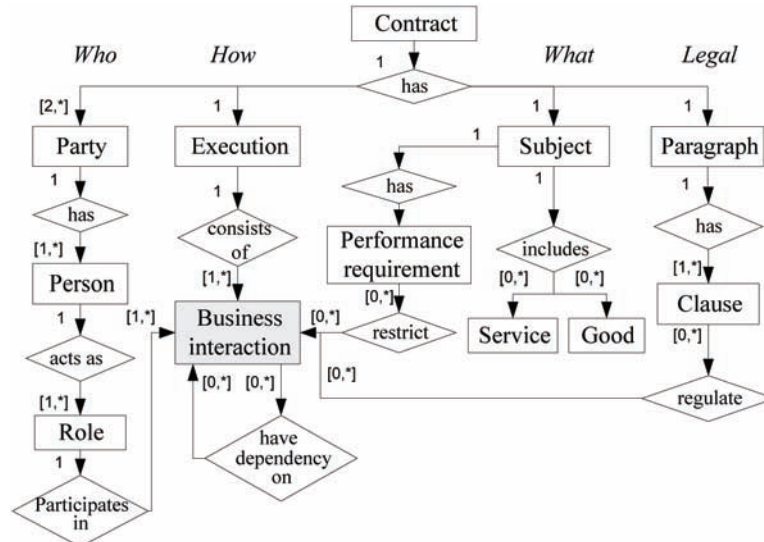 Contract
Who How What Legal
1
has
[2,*] 1 1 1
Party Execution Subject Paragraph
1 1 1 1 1
has has
consists
of
Performance
requirement
includes
has
[1,*] [1,*] [0,*] [0,*] [1,*]
Person
Clause
[0,*]
1 [1,*] [0,*] [0,*]
Business
interaction
restrict
Service Good
acts as
[0,*] [0,*] [0,*]
regulate
[1,*]
Role
have
dependency
on
1
Participates
in